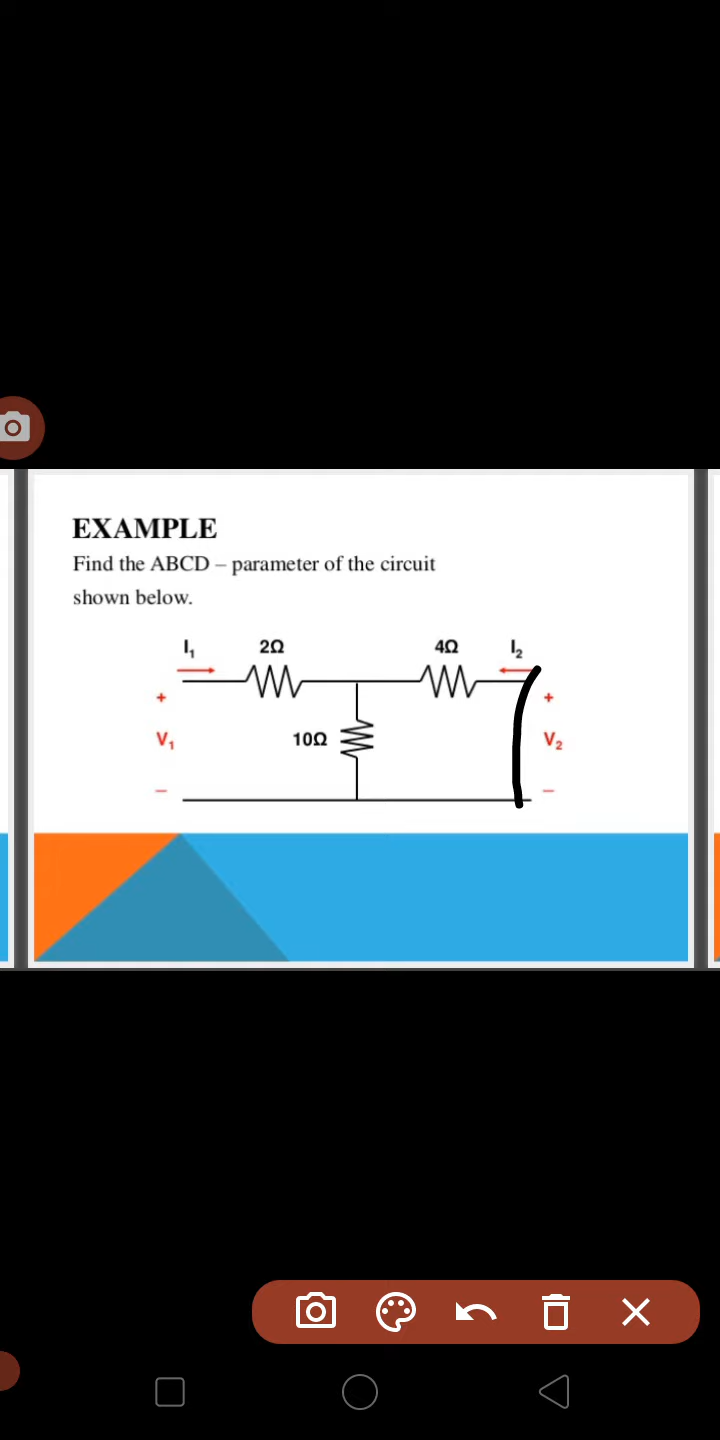 EXAMPLE
Find the ABCD – parameter of the circuit
shown below.
I₁ 2Ω 4Ω I₂
+ +
V₁ 10Ω V₂
– –